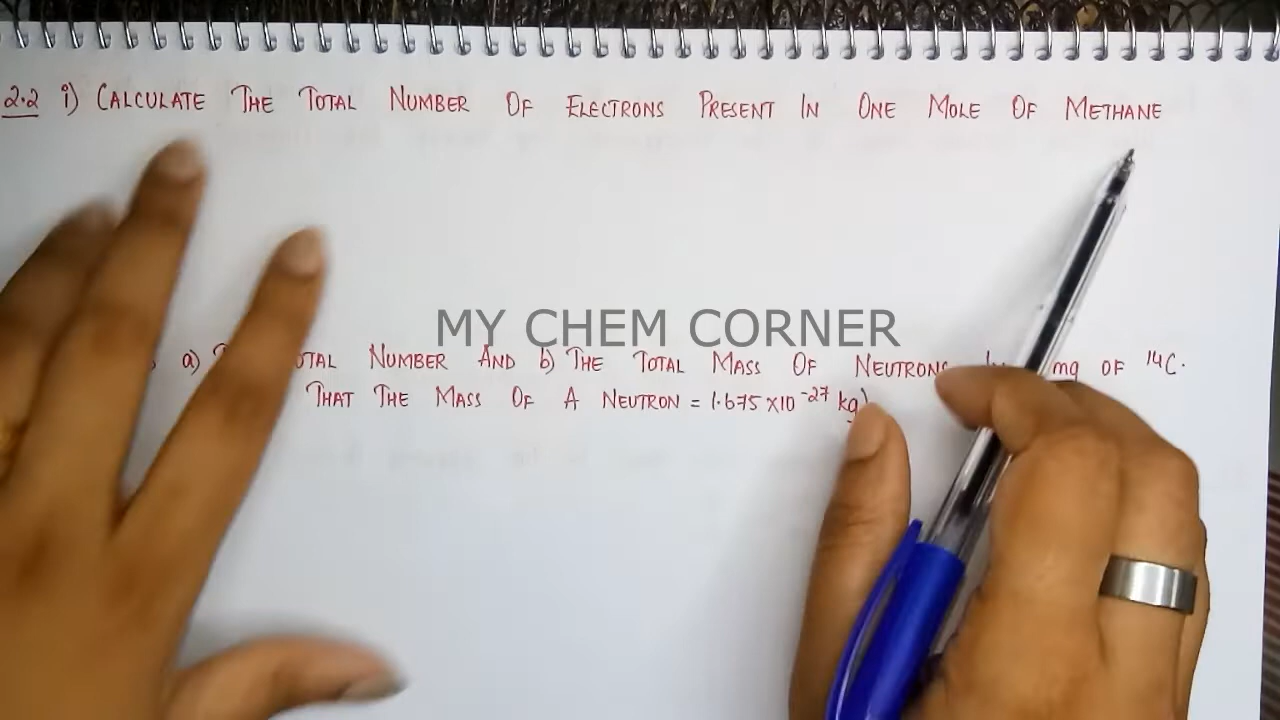 2.2 i) CALCULATE THE TOTAL NUMBER OF ELECTRONS PRESENT IN ONE MOLE OF METHANE
MY CHEM CORNER
a) NUMBER AND b) THE TOTAL MASS OF NEUTRONS mg OF ¹⁴C.
THAT THE MASS OF A NEUTRON = 1.675 x 10⁻²⁷ kg)